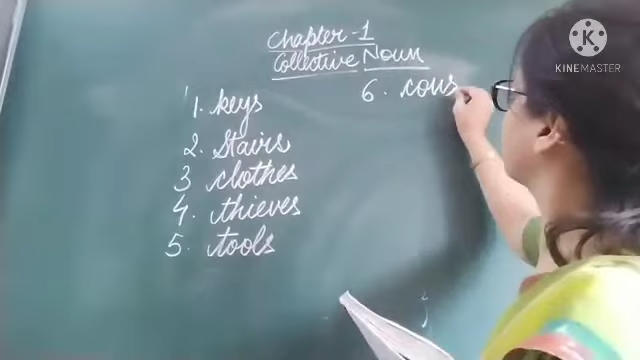 Chapter-1
Collective Noun
1. keys
2. Stairs
3 clothes
4. thieves
5. tools
6. cows
KINEMASTER